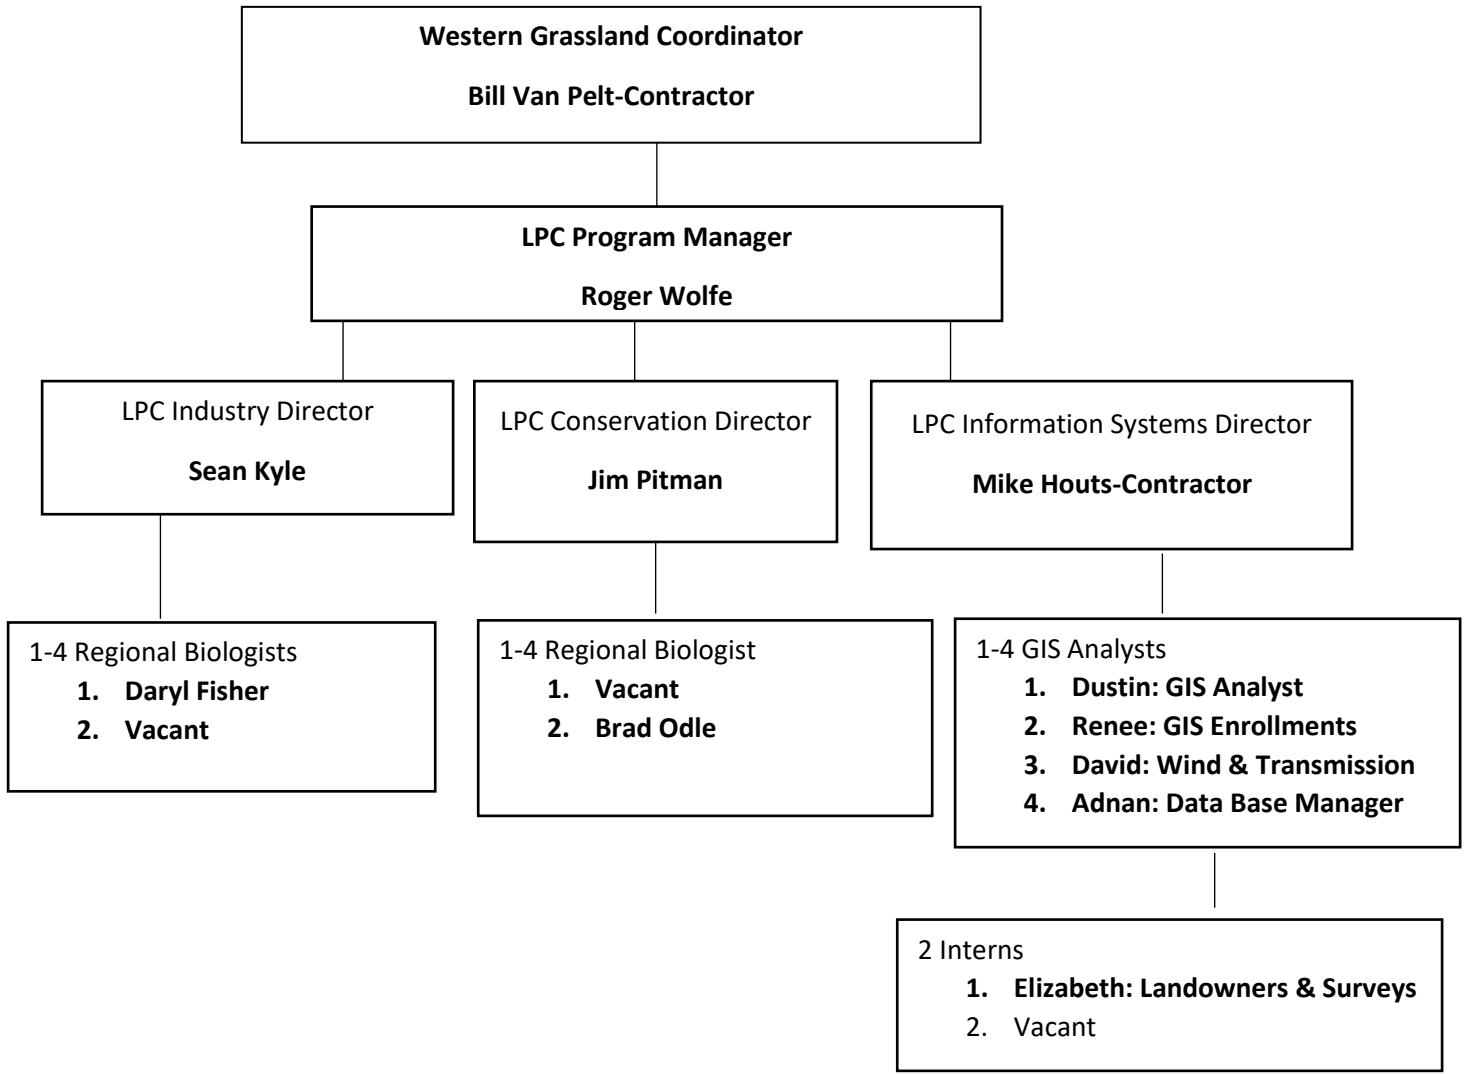 Western Grassland Coordinator
Bill Van Pelt-Contractor
LPC Program Manager
Roger Wolfe
LPC Industry Director
Sean Kyle
LPC Conservation Director
Jim Pitman
LPC Information Systems Director
Mike Houts-Contractor
1-4 Regional Biologists
1. Daryl Fisher
2. Vacant
1-4 Regional Biologist
1. Vacant
2. Brad Odle
1-4 GIS Analysts
1. Dustin: GIS Analyst
2. Renee: GIS Enrollments
3. David: Wind & Transmission
4. Adnan: Data Base Manager
2 Interns
1. Elizabeth: Landowners & Surveys
2. Vacant